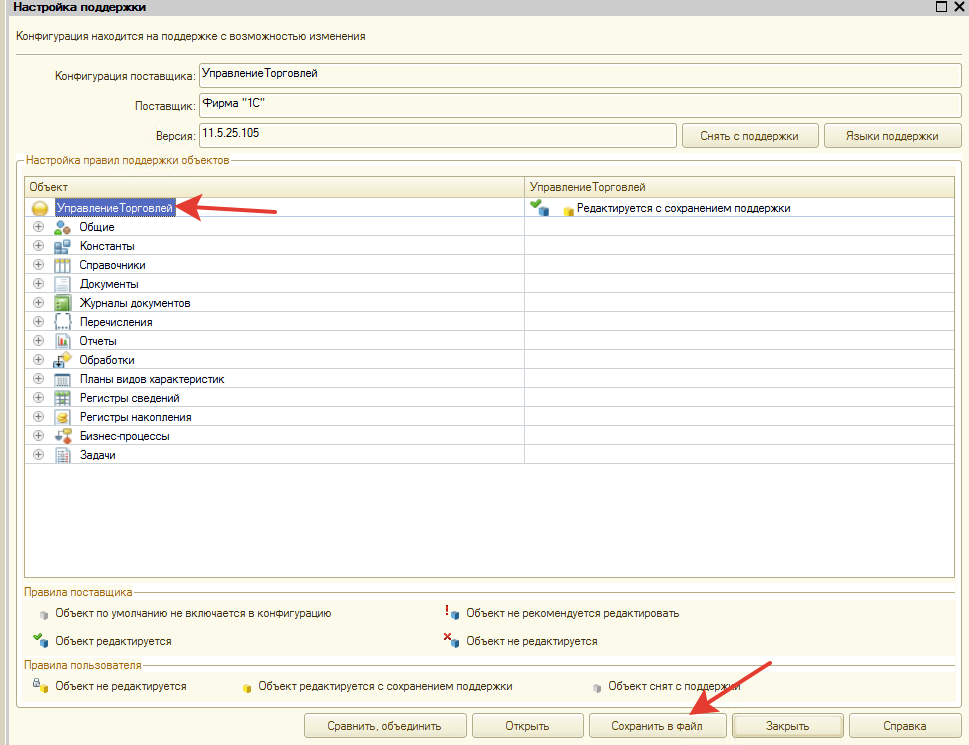 Настройка поддержки
Конфигурация находится на поддержке с возможностью изменения
Конфигурация поставщика: УправлениеТорговлей
Поставщик: Фирма "1С"
Версия: 11.5.25.105 Снять с поддержки Языки поддержки
Настройка правил поддержки объектов
Объект УправлениеТорговлей
УправлениеТорговлей Редактируется с сохранением поддержки
Общие
Константы
Справочники
Документы
Журналы документов
Перечисления
Отчеты
Обработки
Планы видов характеристик
Регистры сведений
Регистры накопления
Бизнес-процессы
Задачи
Правила поставщика
Объект по умолчанию не включается в конфигурацию Объект не рекомендуется редактировать
Объект редактируется Объект не редактируется
Правила пользователя
Объект не редактируется Объект редактируется с сохранением поддержки Объект снят с поддержки
Сравнить, объединить Открыть Сохранить в файл Закрыть Справка